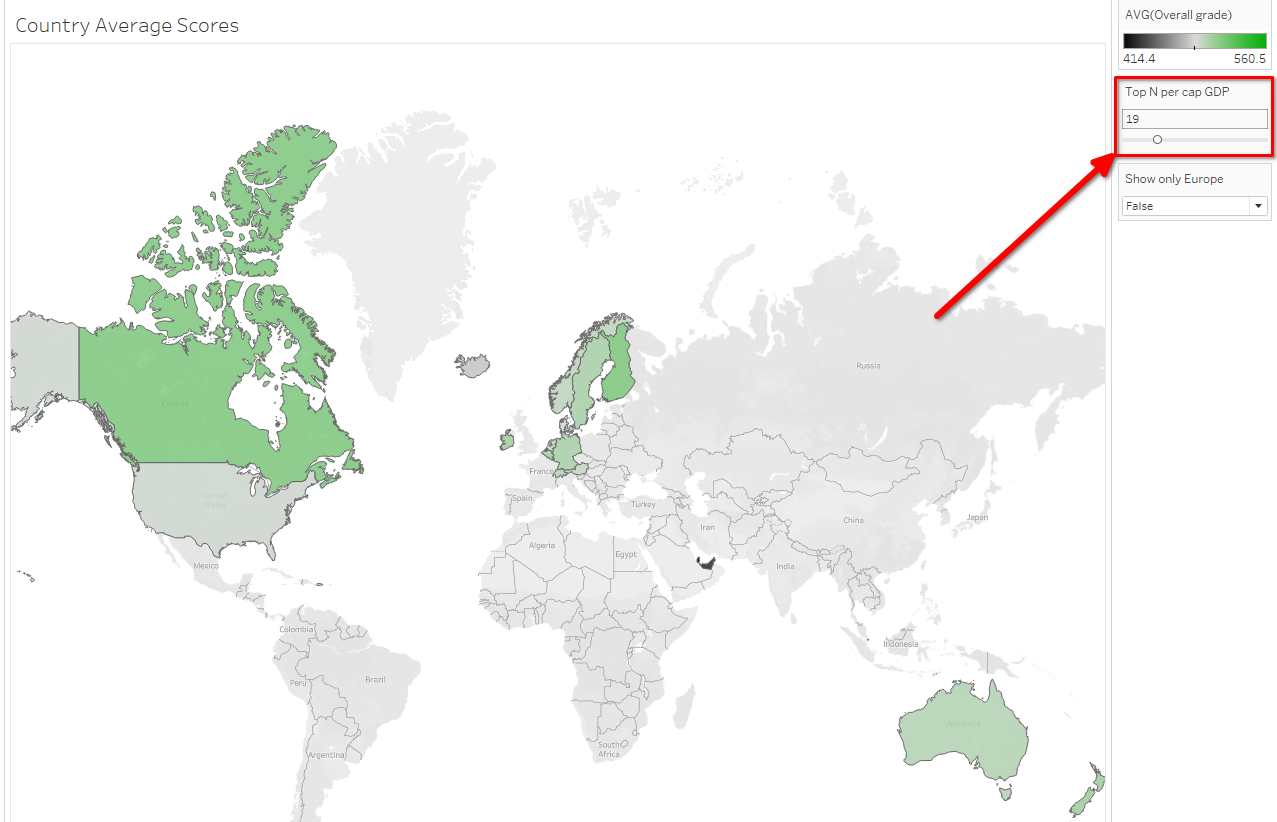 Country Average Scores
AVG(Overall grade)
414.4 560.5
Top N per cap GDP
19
Show only Europe
False
Russia
Canada
United
States
France
Spain
Turkey
China
Japan
Iran
Algeria
Egypt
India
Mexico
Colombia
Indonesia
Peru
Brazil
Australia
South
Africa
Argentina